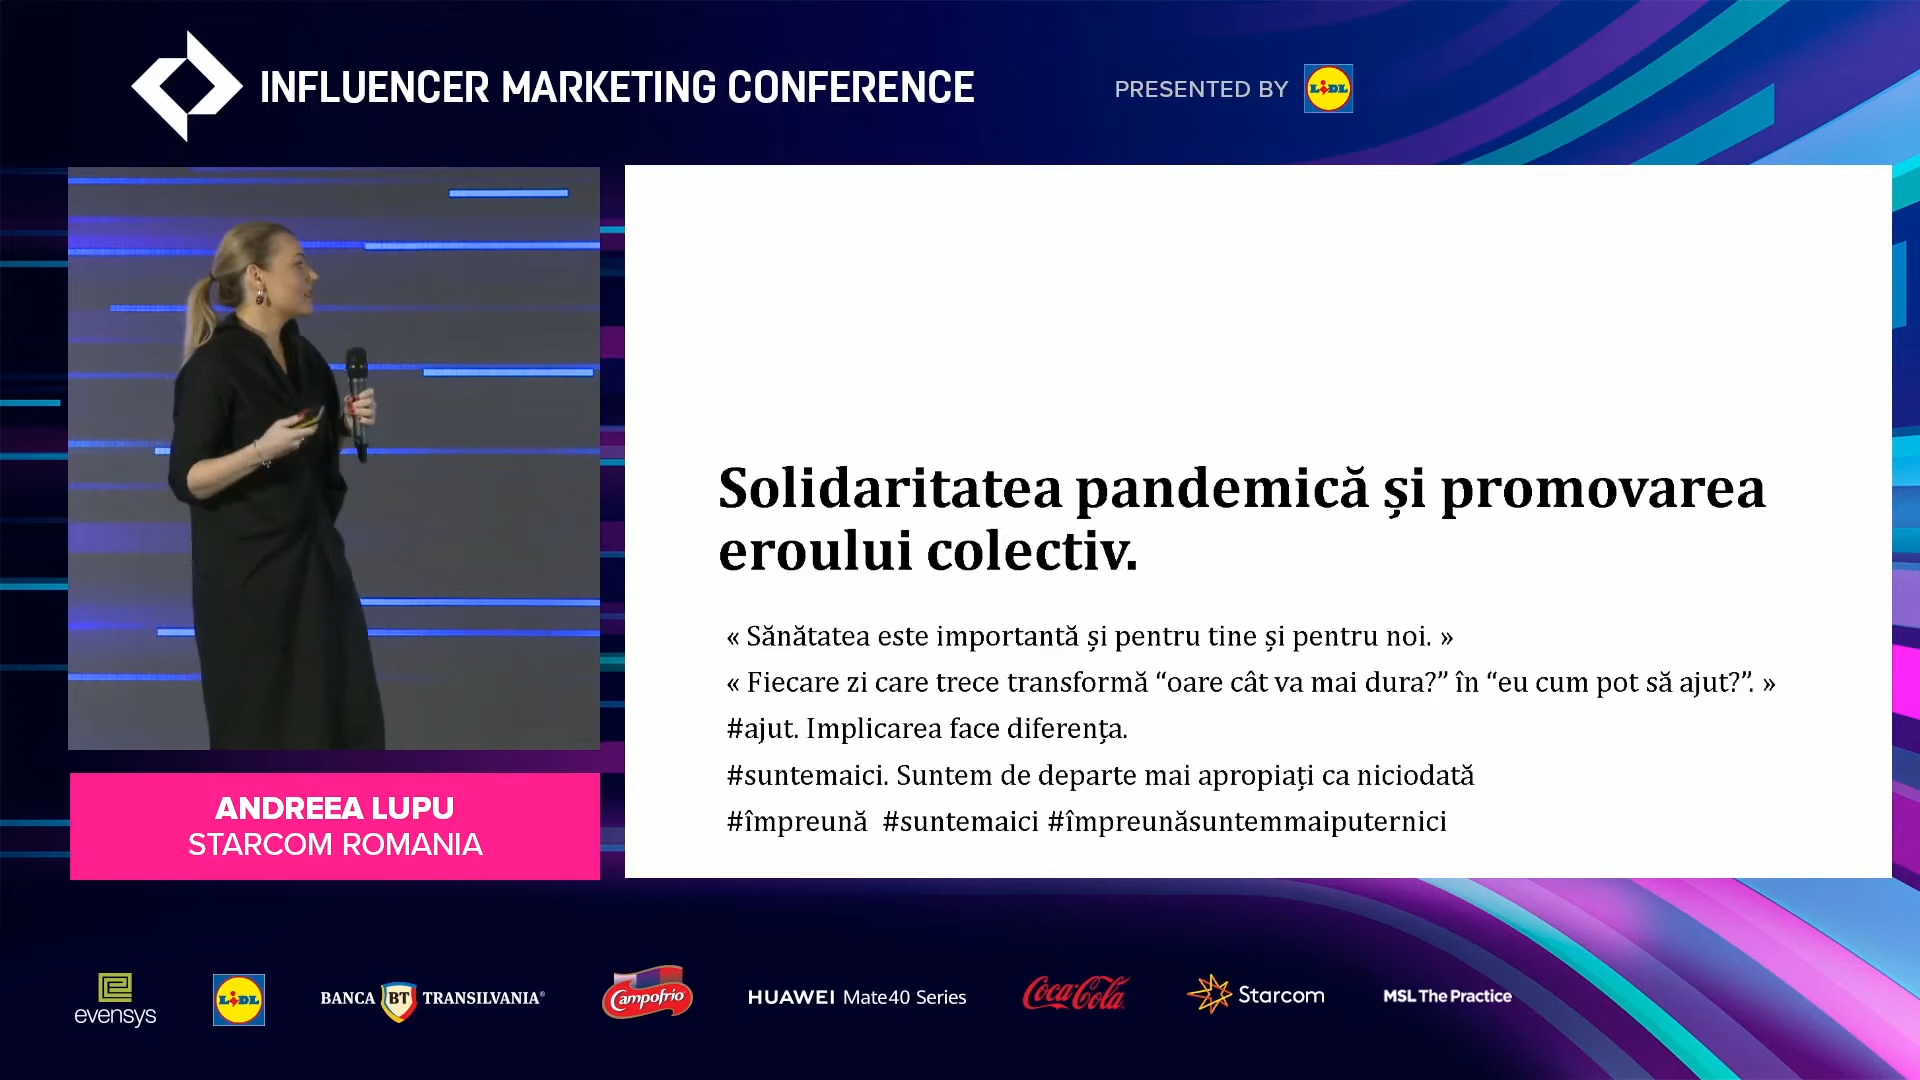 INFLUENCER MARKETING CONFERENCE
PRESENTED BY
LIDL
Solidaritatea pandemică și promovarea
eroului colectiv.
« Sănătatea este importantă și pentru tine și pentru noi. »
« Fiecare zi care trece transformă “oare cât va mai dura?” în “eu cum pot să ajut?”. »
#ajut. Implicarea face diferența.
#suntemaici. Suntem de departe mai apropiați ca niciodată
#împreună #suntemaici #împreunăsuntemmaiputernici
ANDREEA LUPU
STARCOM ROMANIA
evensys
LIDL
BANCA BT TRANSILVANIA®
Campofrio
HUAWEI Mate40 Series
Coca-Cola
Starcom
MSL The Practice